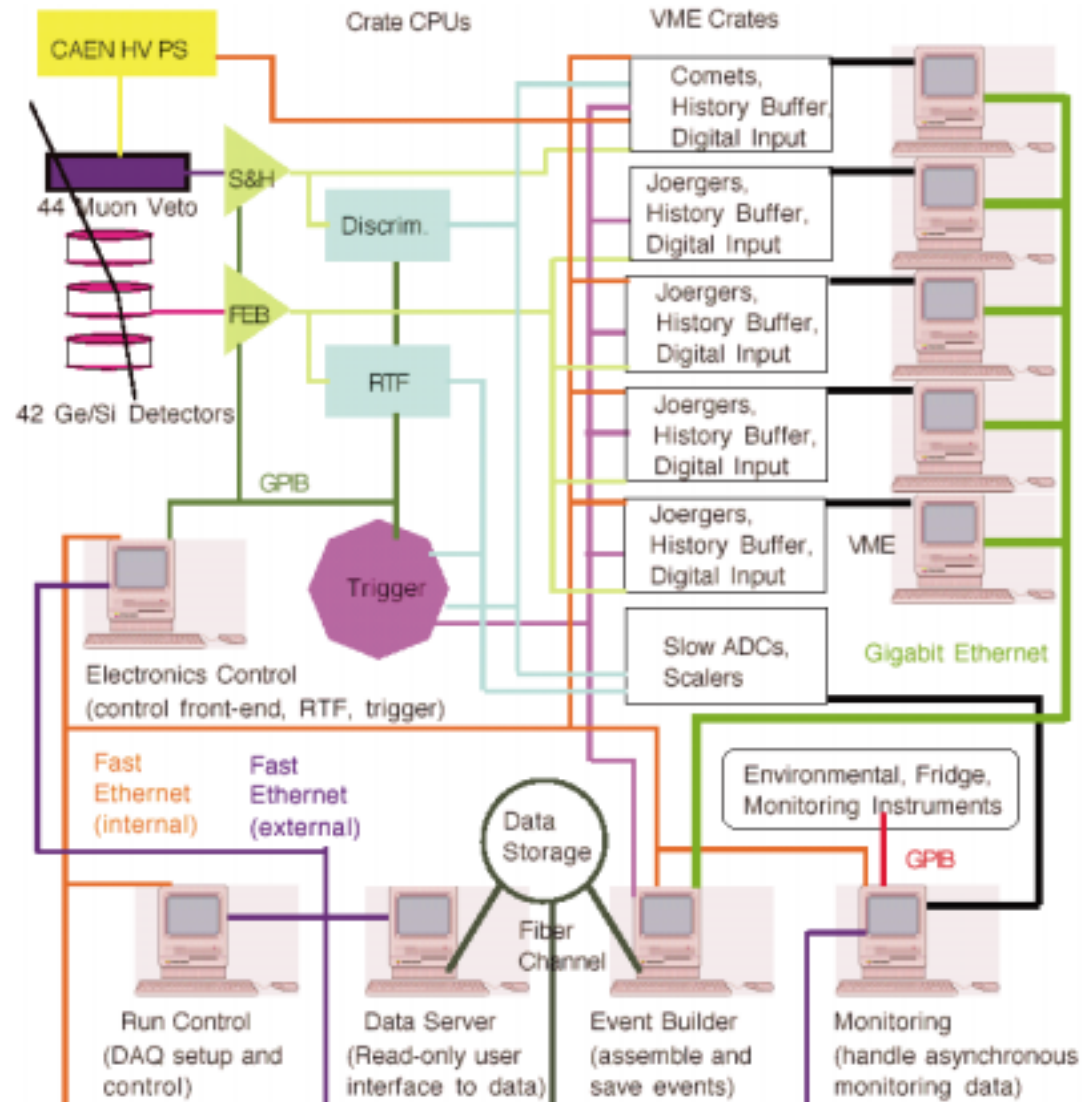 Crate CPUs
VME Crates
CAEN HV PS
Comets,
History Buffer,
Digital Input
S&H
44 Muon Veto
Discrim.
Joergers,
History Buffer,
Digital Input
FEB
Joergers,
History Buffer,
Digital Input
RTF
42 Ge/Si Detectors
Joergers,
History Buffer,
Digital Input
GPIB
Joergers,
History Buffer,
Digital Input
VME
Trigger
Slow ADCs,
Scalers
Gigabit Ethernet
Electronics Control
(control front-end, RTF, trigger)
Fast
Ethernet
(internal)
Fast
Ethernet
(external)
Data
Storage
Environmental, Fridge,
Monitoring Instruments
GPIB
Fiber
Channel
Run Control
(DAQ setup and
control)
Data Server
(Read-only user
interface to data)
Event Builder
(assemble and
save events)
Monitoring
(handle asynchronous
monitoring data)